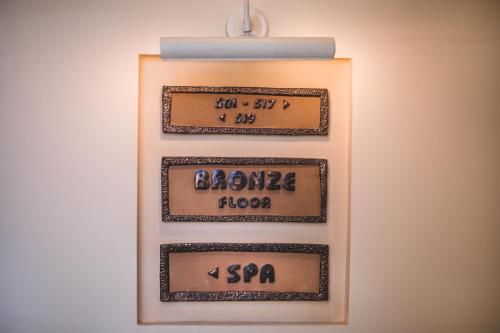 501 - 517 ▸
◂ 519
BRONZE
FLOOR
◂ SPA